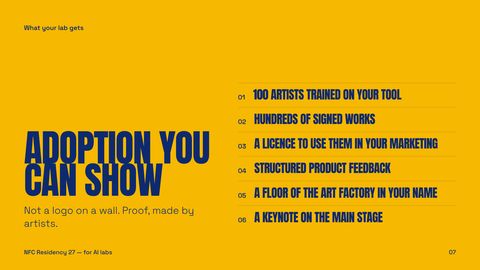 What your lab gets
ADOPTION YOU
CAN SHOW
Not a logo on a wall. Proof, made by
artists.
01 100 ARTISTS TRAINED ON YOUR TOOL
02 HUNDREDS OF SIGNED WORKS
03 A LICENCE TO USE THEM IN YOUR MARKETING
04 STRUCTURED PRODUCT FEEDBACK
05 A FLOOR OF THE ART FACTORY IN YOUR NAME
06 A KEYNOTE ON THE MAIN STAGE
NFC Residency 27 — for AI labs
07